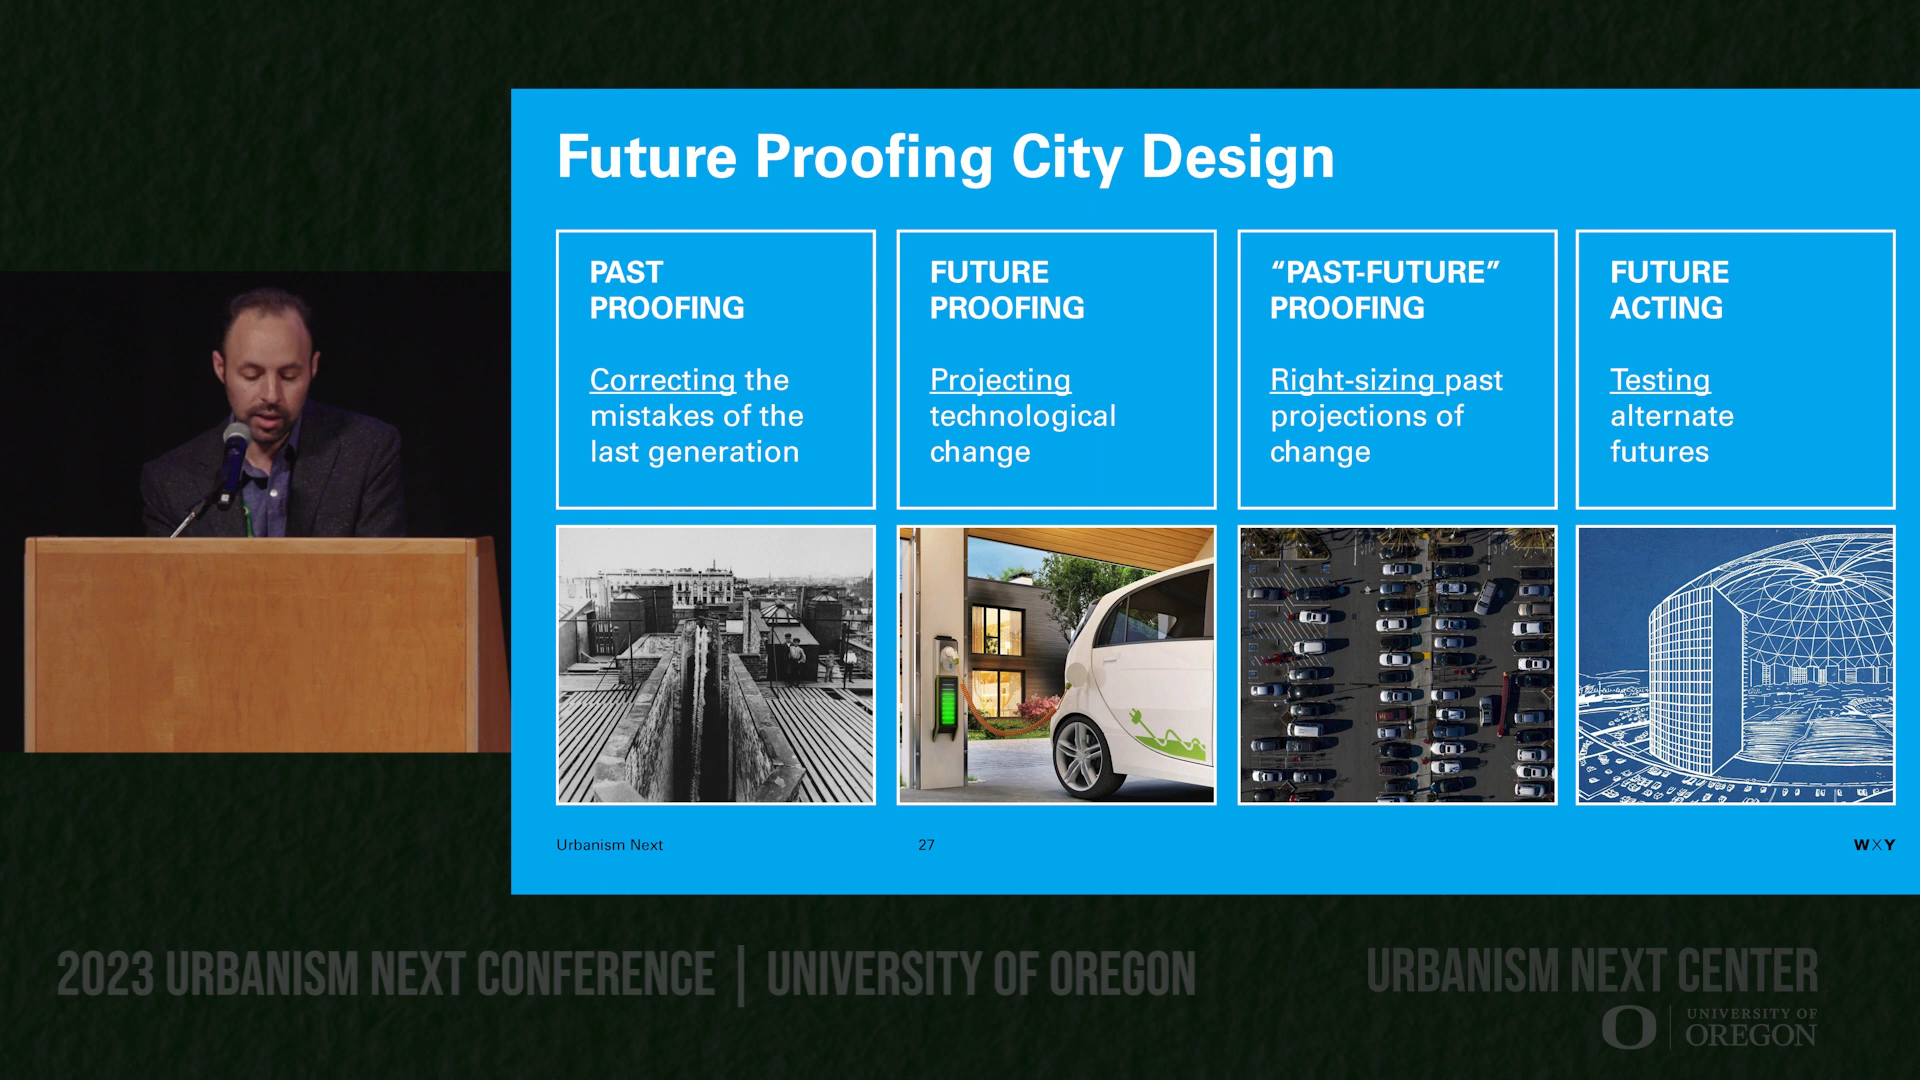 Future Proofing City Design
PAST
PROOFING
Correcting the
mistakes of the
last generation
FUTURE
PROOFING
Projecting
technological
change
“PAST-FUTURE”
PROOFING
Right-sizing past
projections of
change
FUTURE
ACTING
Testing
alternate
futures
Urbanism Next
27
WXY
2023 URBANISM NEXT CONFERENCE | UNIVERSITY OF OREGON
URBANISM NEXT CENTER
O
UNIVERSITY OF
OREGON